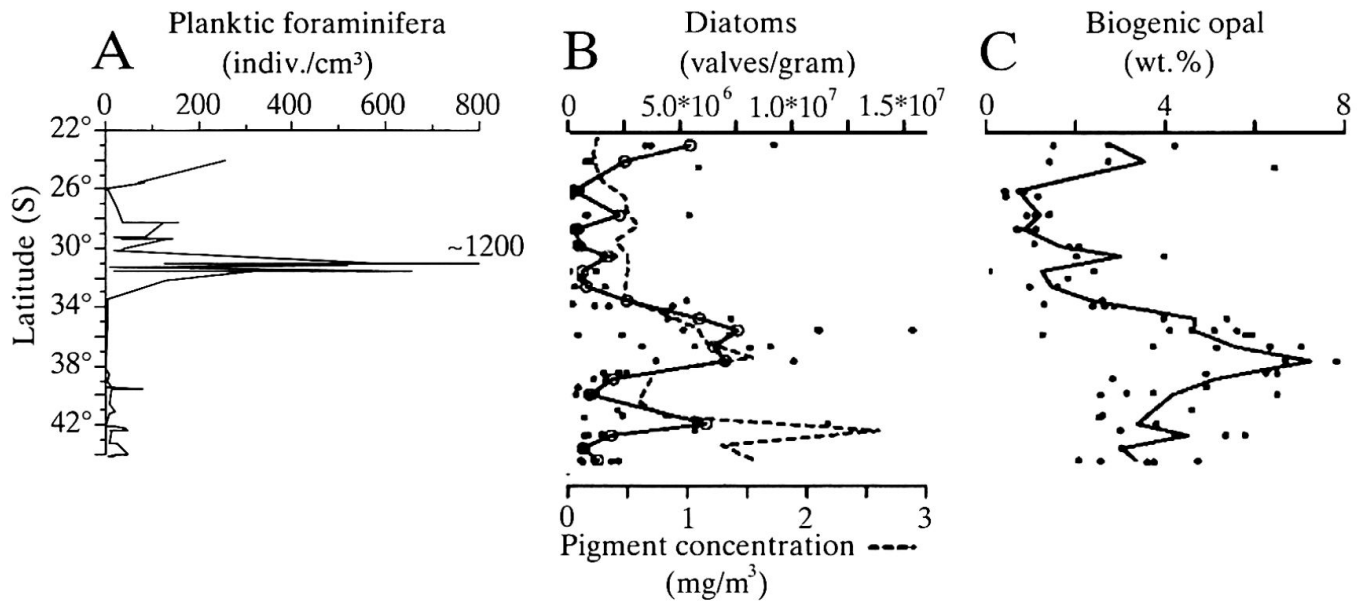 A
Planktic foraminifera
(indiv./cm³)
0 200 400 600 800
B
Diatoms
(valves/gram)
0 5.0*10⁶ 1.0*10⁷ 1.5*10⁷
C
Biogenic opal
(wt.%)
0 4 8
Latitude (S)
22°
26°
30°
34°
38°
42°
~1200
0 1 2 3
Pigment concentration
(mg/m³)